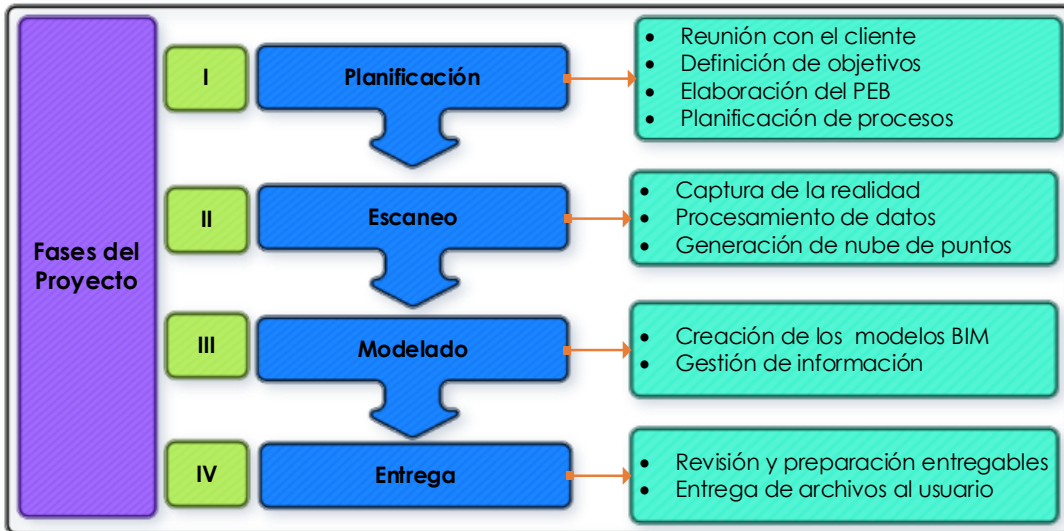 Fases del
Proyecto
I
Planificación
• Reunión con el cliente
• Definición de objetivos
• Elaboración del PEB
• Planificación de procesos
II
Escaneo
• Captura de la realidad
• Procesamiento de datos
• Generación de nube de puntos
III
Modelado
• Creación de los modelos BIM
• Gestión de información
IV
Entrega
• Revisión y preparación entregables
• Entrega de archivos al usuario